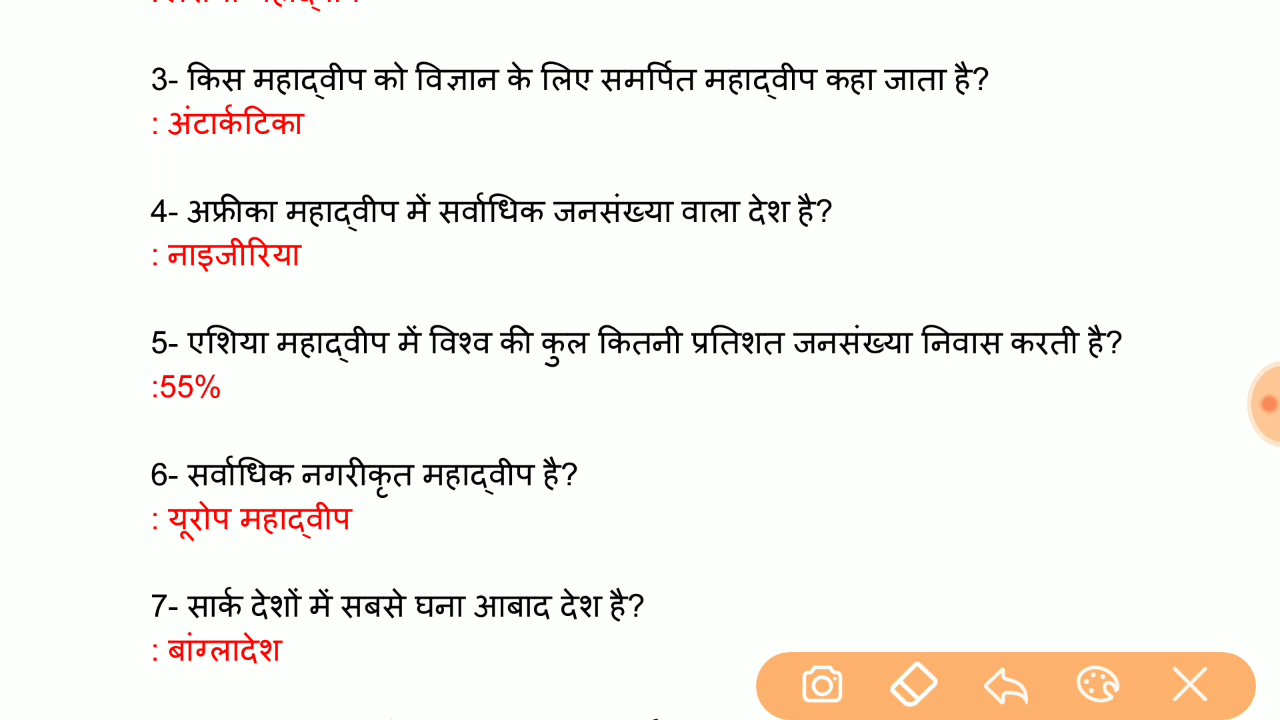 3- किस महाद्वीप को विज्ञान के लिए समर्पित महाद्वीप कहा जाता है?
: अंटार्कटिका
4- अफ्रीका महाद्वीप में सर्वाधिक जनसंख्या वाला देश है?
: नाइजीरिया
5- एशिया महाद्वीप में विश्व की कुल कितनी प्रतिशत जनसंख्या निवास करती है?
:55%
6- सर्वाधिक नगरीकृत महाद्वीप है?
: यूरोप महाद्वीप
7- सार्क देशों में सबसे घना आबाद देश है?
: बांग्लादेश